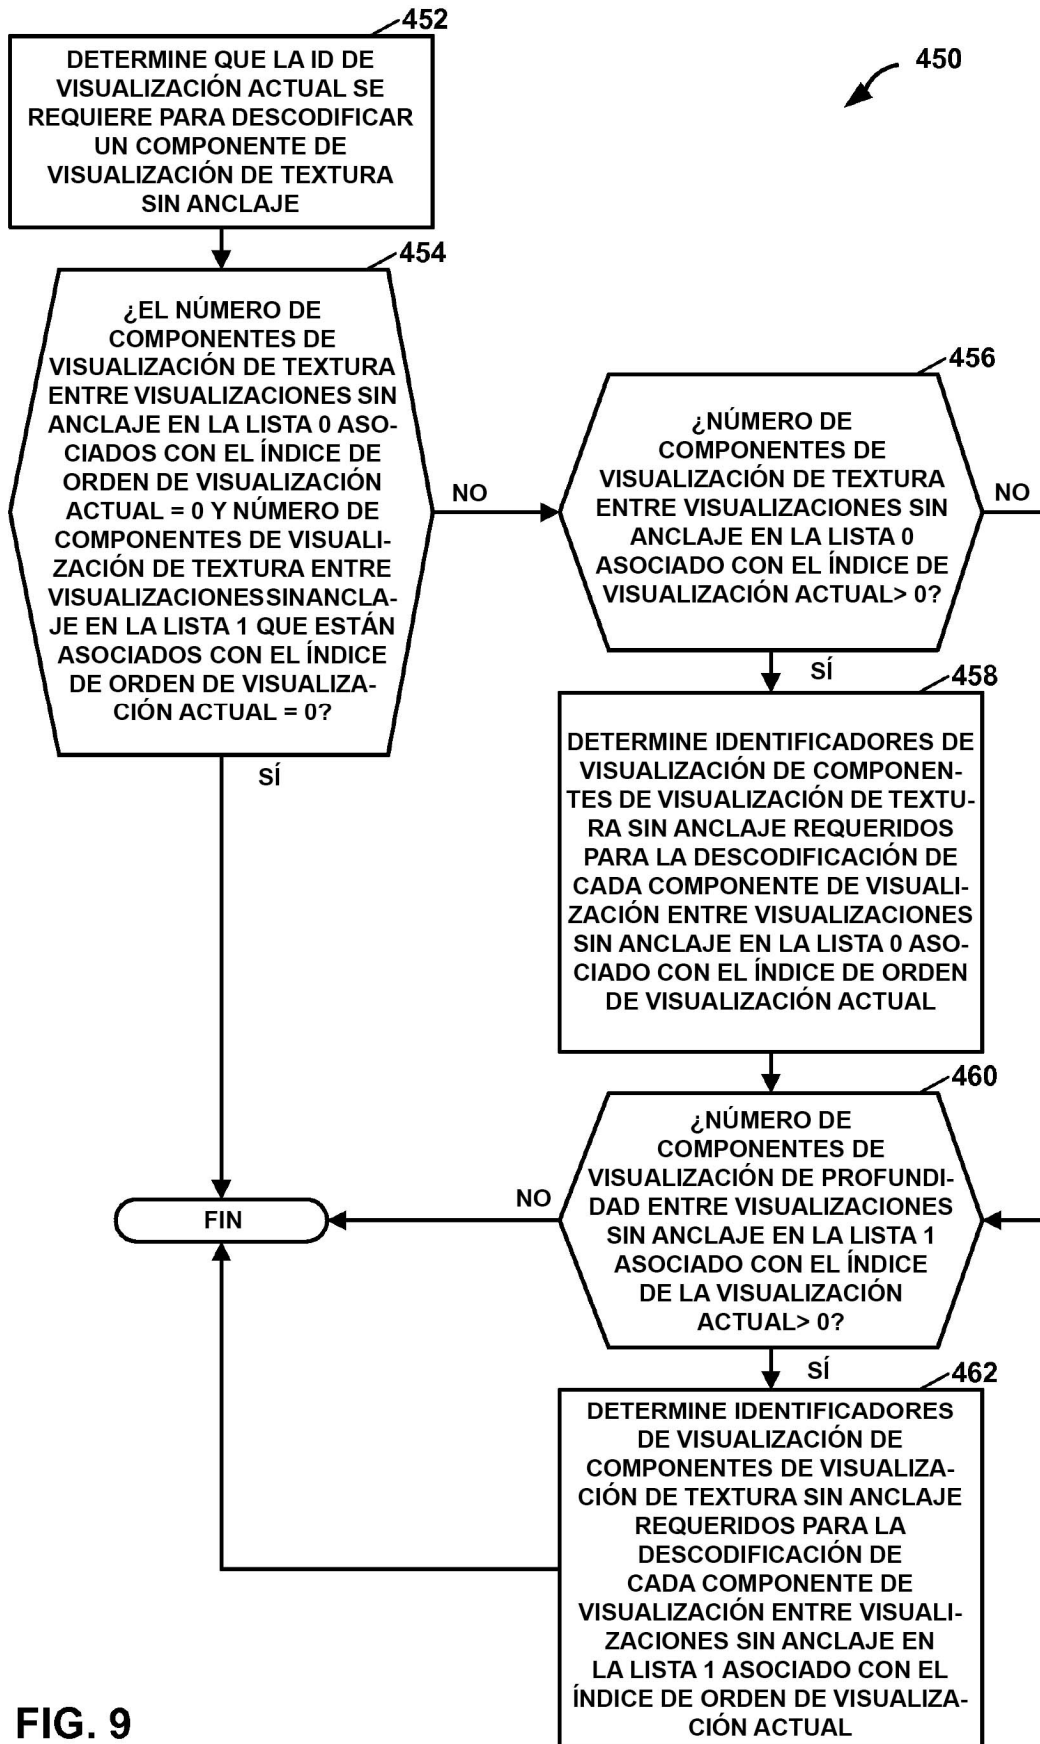 452
DETERMINE QUE LA ID DE
VISUALIZACIÓN ACTUAL SE
REQUIERE PARA DESCODIFICAR
UN COMPONENTE DE
VISUALIZACIÓN DE TEXTURA
SIN ANCLAJE
450
454
¿EL NÚMERO DE
COMPONENTES DE
VISUALIZACIÓN DE TEXTURA
ENTRE VISUALIZACIONES SIN
ANCLAJE EN LA LISTA 0 ASO-
CIADOS CON EL ÍNDICE DE
ORDEN DE VISUALIZACIÓN
ACTUAL = 0 Y NÚMERO DE
COMPONENTES DE VISUALI-
ZACIÓN DE TEXTURA ENTRE
VISUALIZACIONES SIN ANCLA-
JE EN LA LISTA 1 QUE ESTÁN
ASOCIADOS CON EL ÍNDICE
DE ORDEN DE VISUALIZA-
CIÓN ACTUAL = 0?
NO
SÍ
456
¿NÚMERO DE
COMPONENTES DE
VISUALIZACIÓN DE TEXTURA
ENTRE VISUALIZACIONES SIN
ANCLAJE EN LA LISTA 0
ASOCIADO CON EL ÍNDICE DE
VISUALIZACIÓN ACTUAL> 0?
NO
SÍ
458
DETERMINE IDENTIFICADORES DE
VISUALIZACIÓN DE COMPONEN-
TES DE VISUALIZACIÓN DE TEXTU-
RA SIN ANCLAJE REQUERIDOS
PARA LA DESCODIFICACIÓN DE
CADA COMPONENTE DE VISUALI-
ZACIÓN ENTRE VISUALIZACIONES
SIN ANCLAJE EN LA LISTA 0 ASO-
CIADO CON EL ÍNDICE DE ORDEN
DE VISUALIZACIÓN ACTUAL
460
¿NÚMERO DE
COMPONENTES DE
VISUALIZACIÓN DE PROFUNDI-
DAD ENTRE VISUALIZACIONES
SIN ANCLAJE EN LA LISTA 1
ASOCIADO CON EL ÍNDICE
DE LA VISUALIZACIÓN
ACTUAL> 0?
NO
FIN
SÍ
462
DETERMINE IDENTIFICADORES
DE VISUALIZACIÓN DE
COMPONENTES DE VISUALIZA-
CIÓN DE TEXTURA SIN ANCLAJE
REQUERIDOS PARA LA
DESCODIFICACIÓN DE
CADA COMPONENTE DE
VISUALIZACIÓN ENTRE VISUALI-
ZACIONES SIN ANCLAJE EN
LA LISTA 1 ASOCIADO CON EL
ÍNDICE DE ORDEN DE VISUALIZA-
CIÓN ACTUAL
FIG. 9